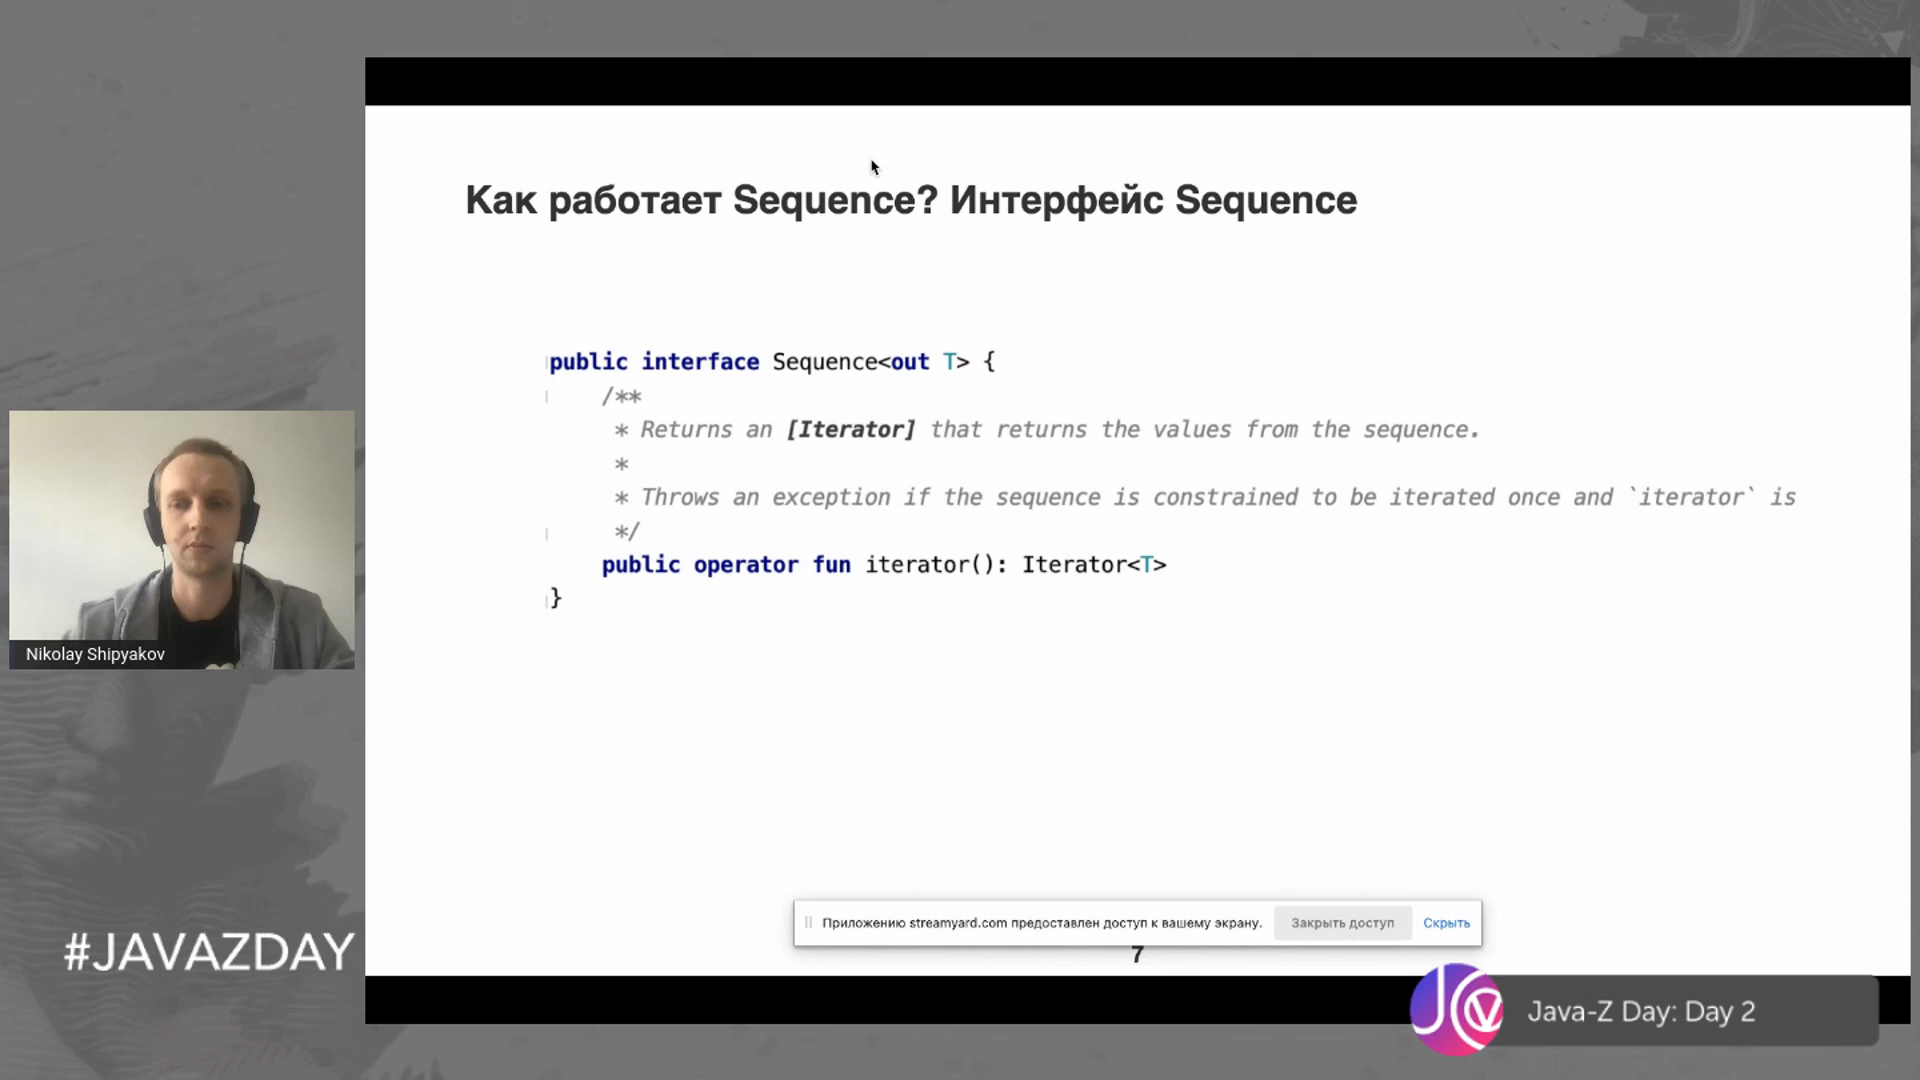 Как работает Sequence? Интерфейс Sequence
public interface Sequence<out T> {
/**
* Returns an [Iterator] that returns the values from the sequence.
*
* Throws an exception if the sequence is constrained to be iterated once and `iterator` is
*/
public operator fun iterator(): Iterator<T>
}
Nikolay Shipyakov
Приложению streamyard.com предоставлен доступ к вашему экрану.
Закрыть доступ
Скрыть
7
#JAVAZDAY
Java-Z Day: Day 2